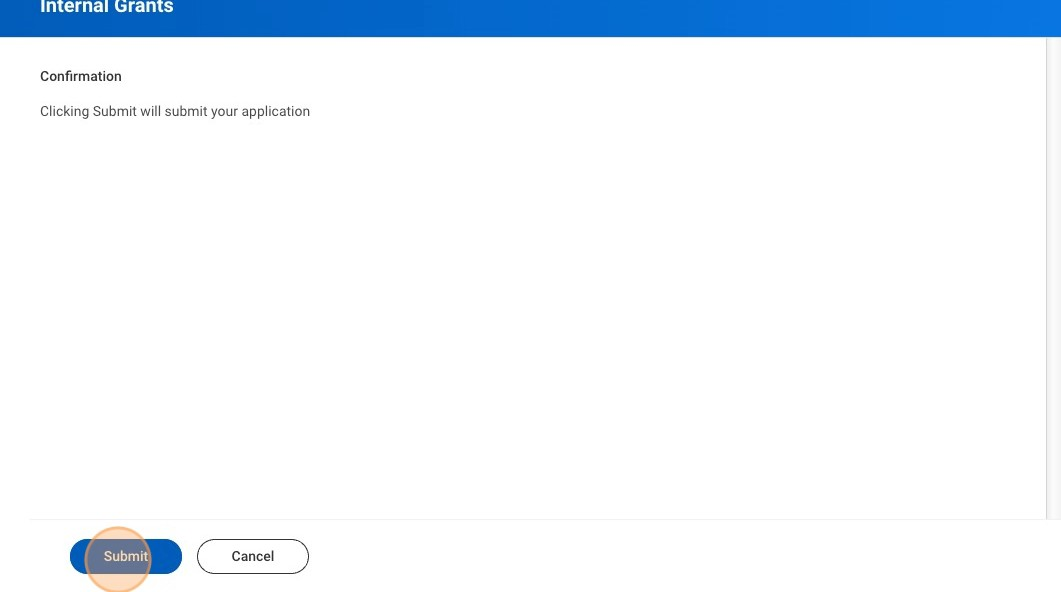 Internal Grants
Confirmation
Clicking Submit will submit your application
Submit
Cancel